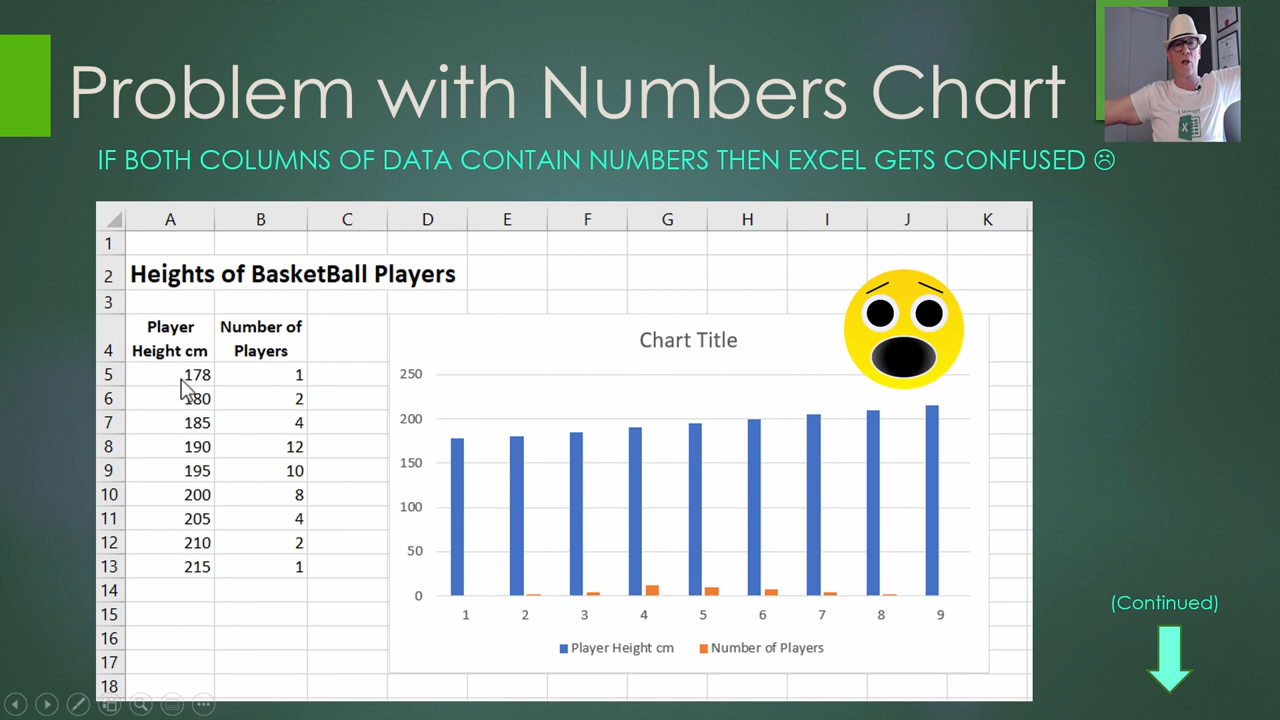 Problem with Numbers Chart
IF BOTH COLUMNS OF DATA CONTAIN NUMBERS THEN EXCEL GETS CONFUSED ☹
A B C D E F G H I J K
1
2 Heights of BasketBall Players
3
Player Number of
4 Height cm Players
5 178 1
6 180 2
7 185 4
8 190 12
9 195 10
10 200 8
11 205 4
12 210 2
13 215 1
14
15
16
17
18
Chart Title
250
200
150
100
50
0
1 2 3 4 5 6 7 8 9
Player Height cm Number of Players
(Continued)